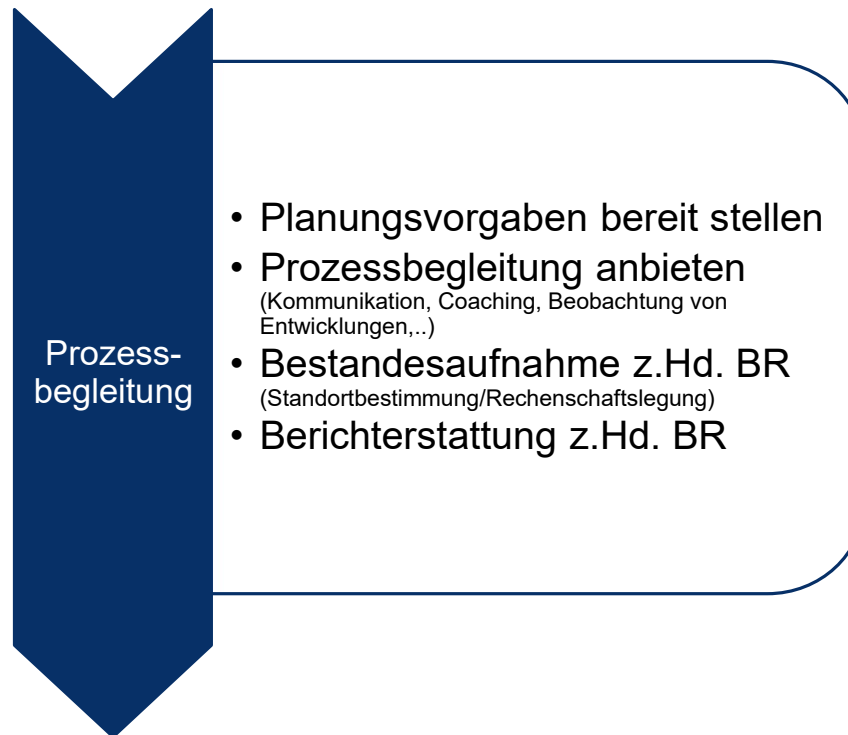 Prozess-
begleitung
• Planungsvorgaben bereit stellen
• Prozessbegleitung anbieten
(Kommunikation, Coaching, Beobachtung von
Entwicklungen,..)
• Bestandesaufnahme z.Hd. BR
(Standortbestimmung/Rechenschaftslegung)
• Berichterstattung z.Hd. BR